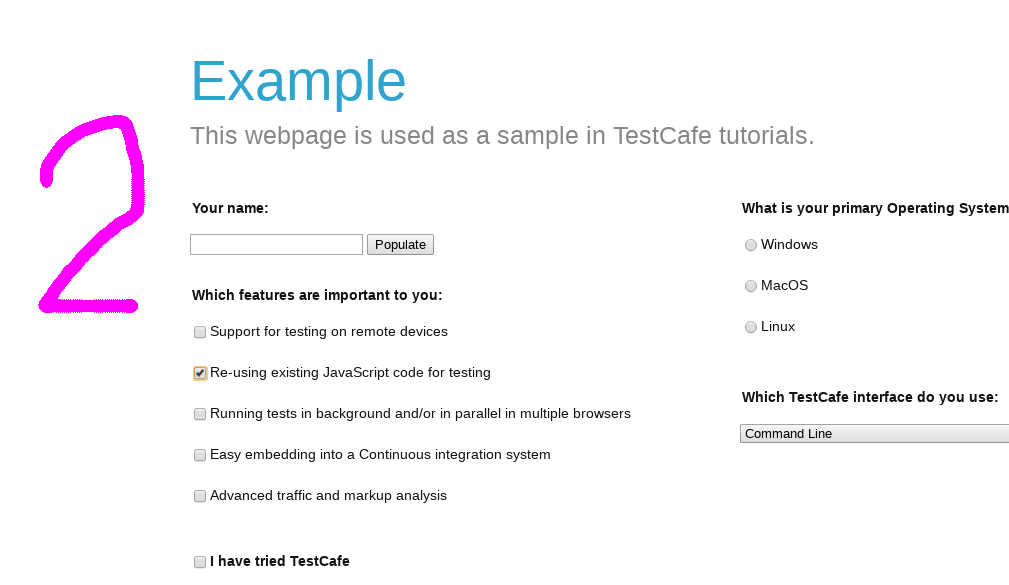 Example
This webpage is used as a sample in TestCafe tutorials.
2
Your name:
Populate
Which features are important to you:
Support for testing on remote devices
Re-using existing JavaScript code for testing
Running tests in background and/or in parallel in multiple browsers
Easy embedding into a Continuous integration system
Advanced traffic and markup analysis
I have tried TestCafe
What is your primary Operating System
Windows
MacOS
Linux
Which TestCafe interface do you use:
Command Line